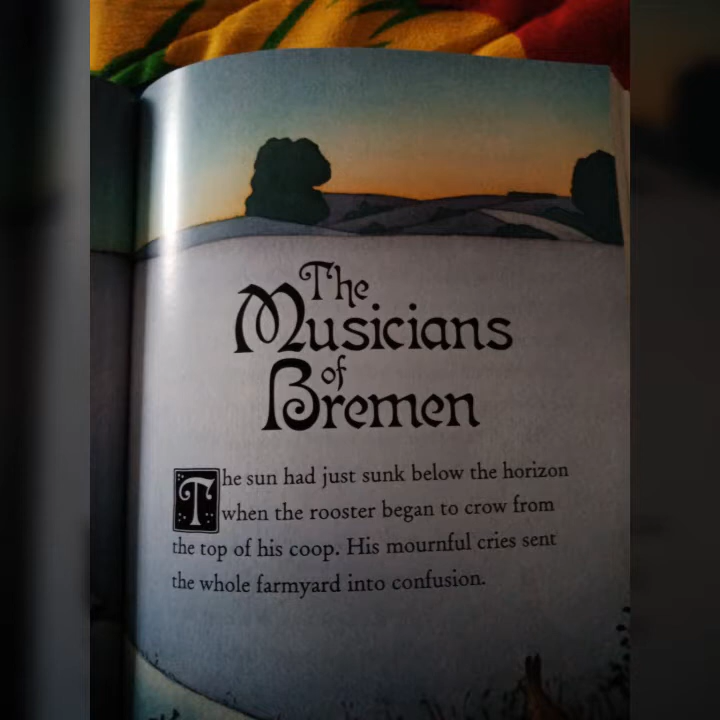 The
Musicians
of
Bremen
The sun had just sunk below the horizon
when the rooster began to crow from
the top of his coop. His mournful cries sent
the whole farmyard into confusion.